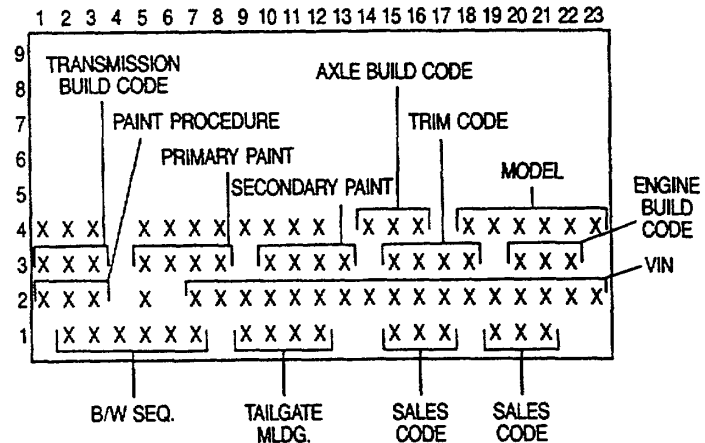 1 2 3 4 5 6 7 8 9 10 11 12 13 14 15 16 17 18 19 20 21 22 23
9
TRANSMISSION BUILD CODE
AXLE BUILD CODE
8
7
PAINT PROCEDURE
TRIM CODE
6
PRIMARY PAINT
MODEL
SECONDARY PAINT
ENGINE BUILD CODE
5
4 X X X X X X X X X X X X X X X X X X X X
3 X X X X X X X X X X X X X X X X X X
VIN
2 X X X X X X X X X X X X X X X X X X X X X
1 X X X X X X X X X X X X X X X X
B/W SEQ.
TAILGATE MLDG.
SALES CODE
SALES CODE